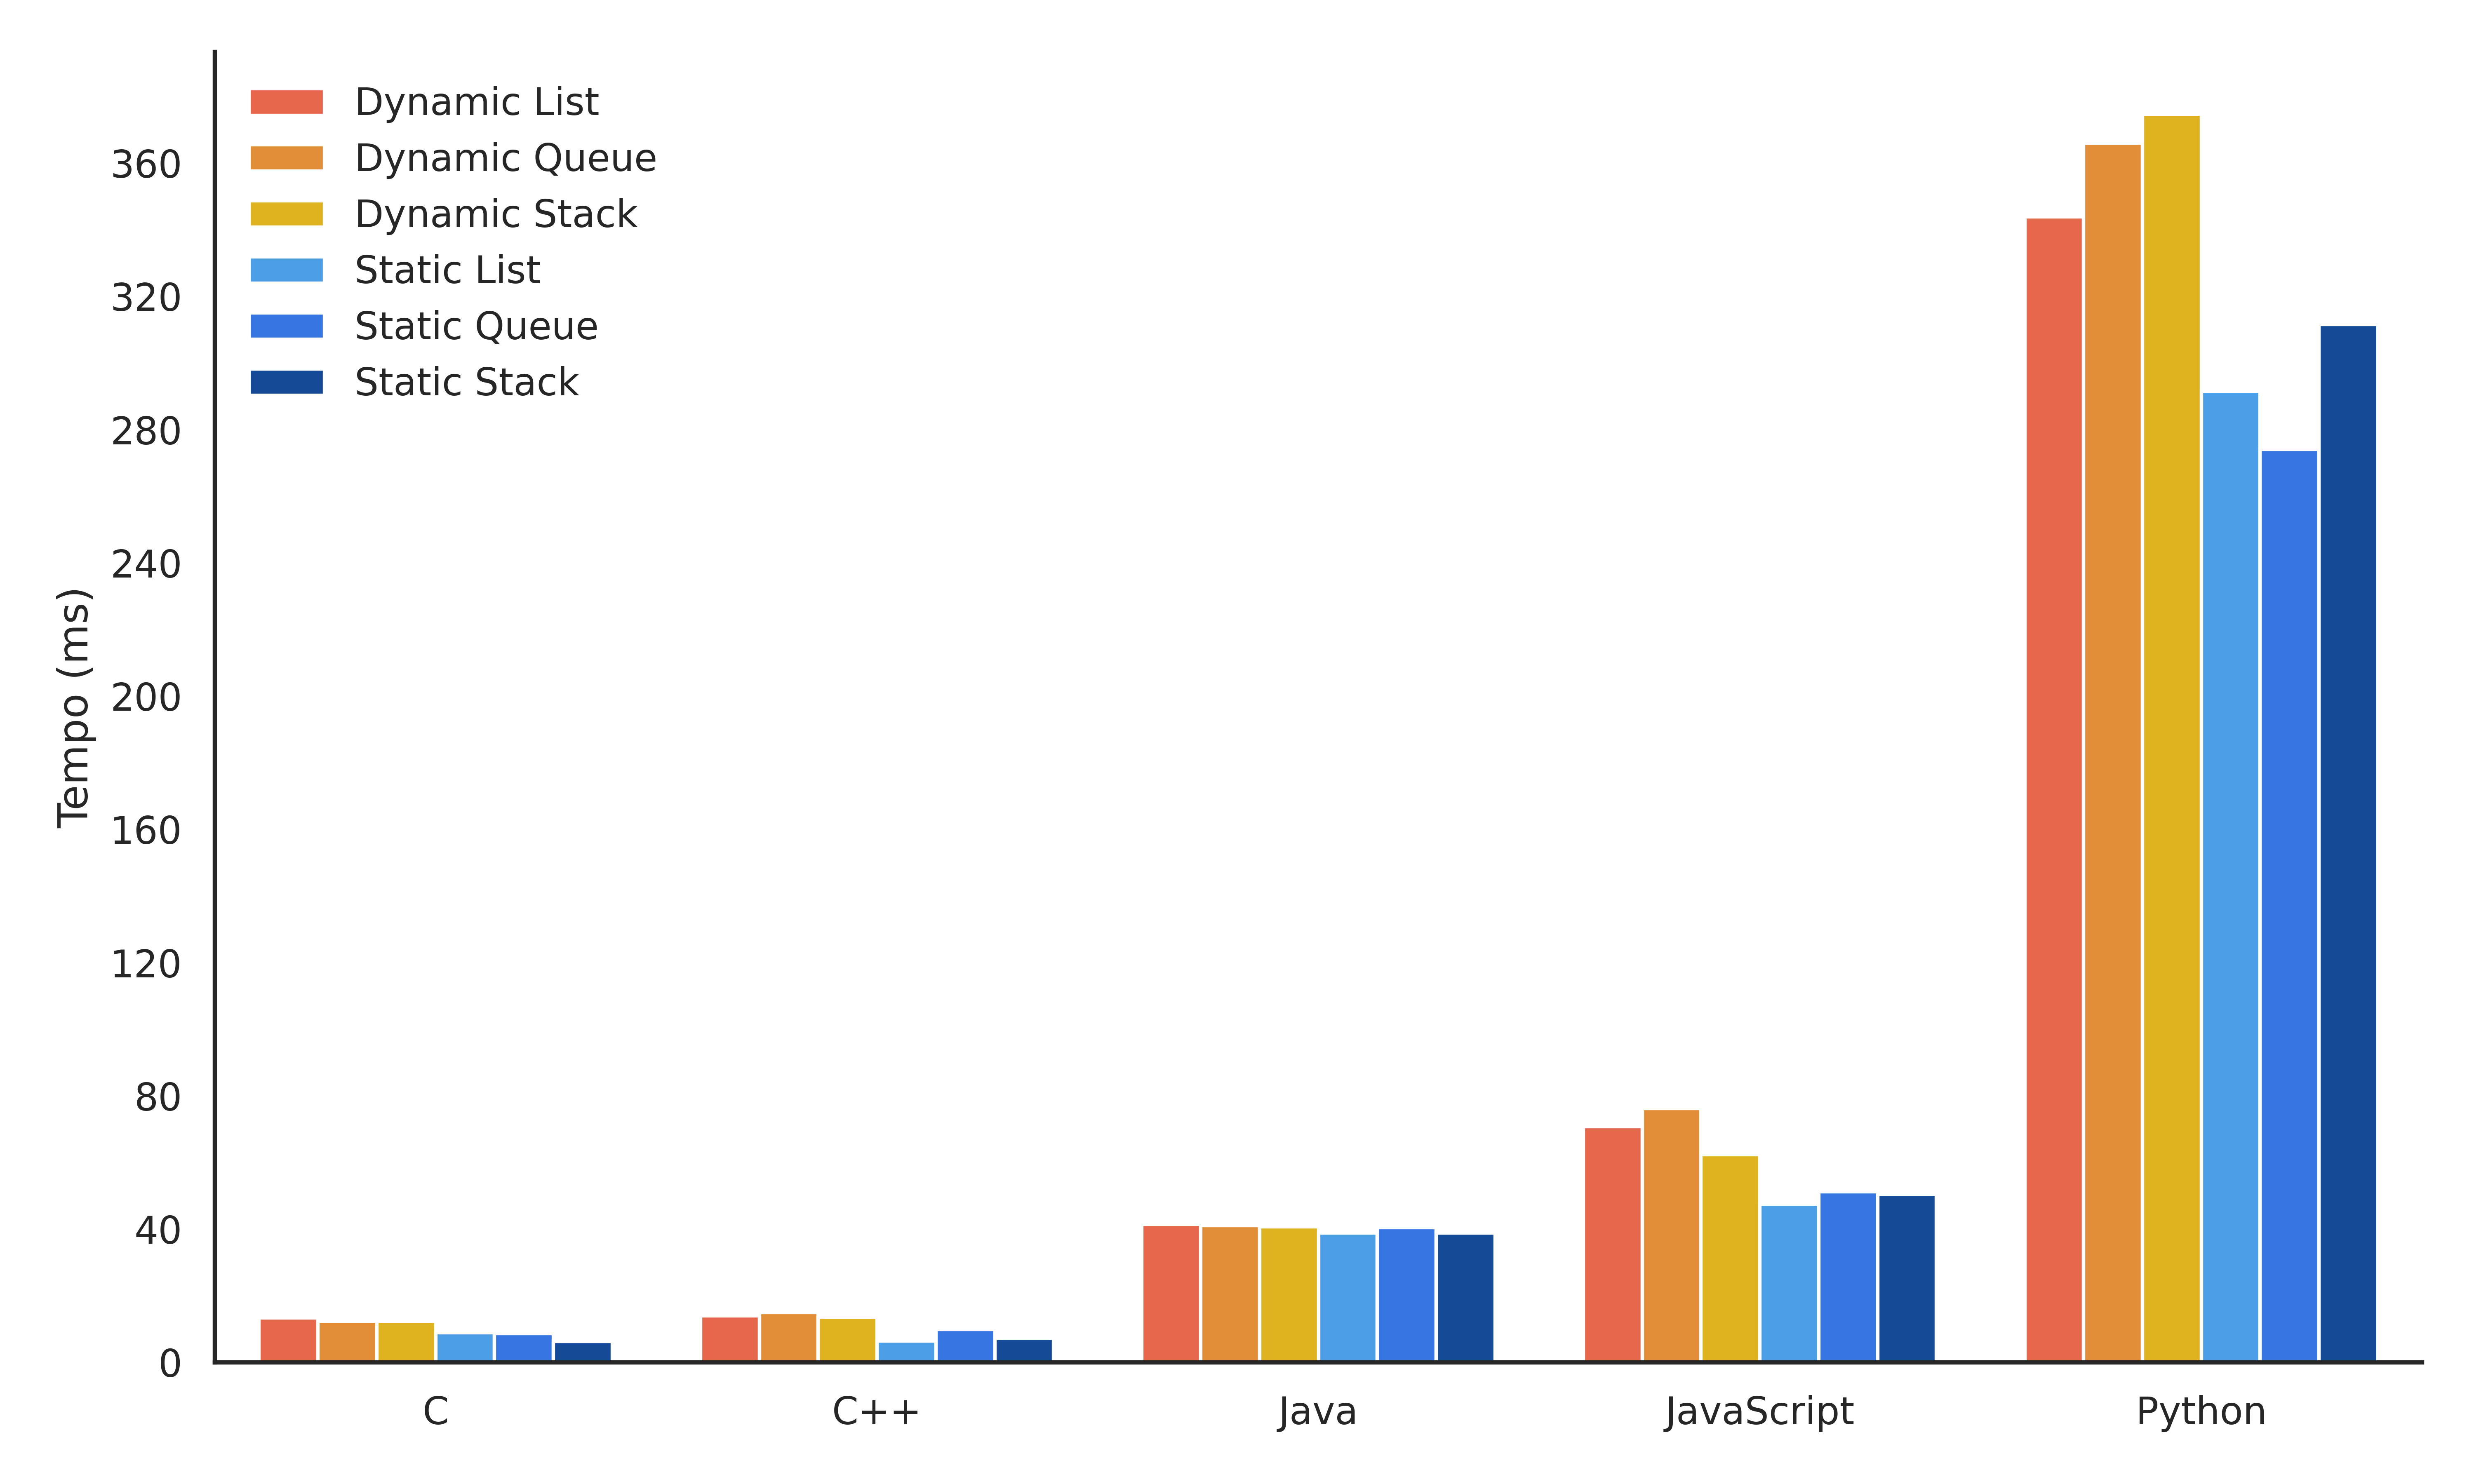 Dynamic List
Dynamic Queue
Dynamic Stack
Static List
Static Queue
Static Stack
Tempo (ms)
360
320
280
240
200
160
120
80
40
0
C
C++
Java
JavaScript
Python